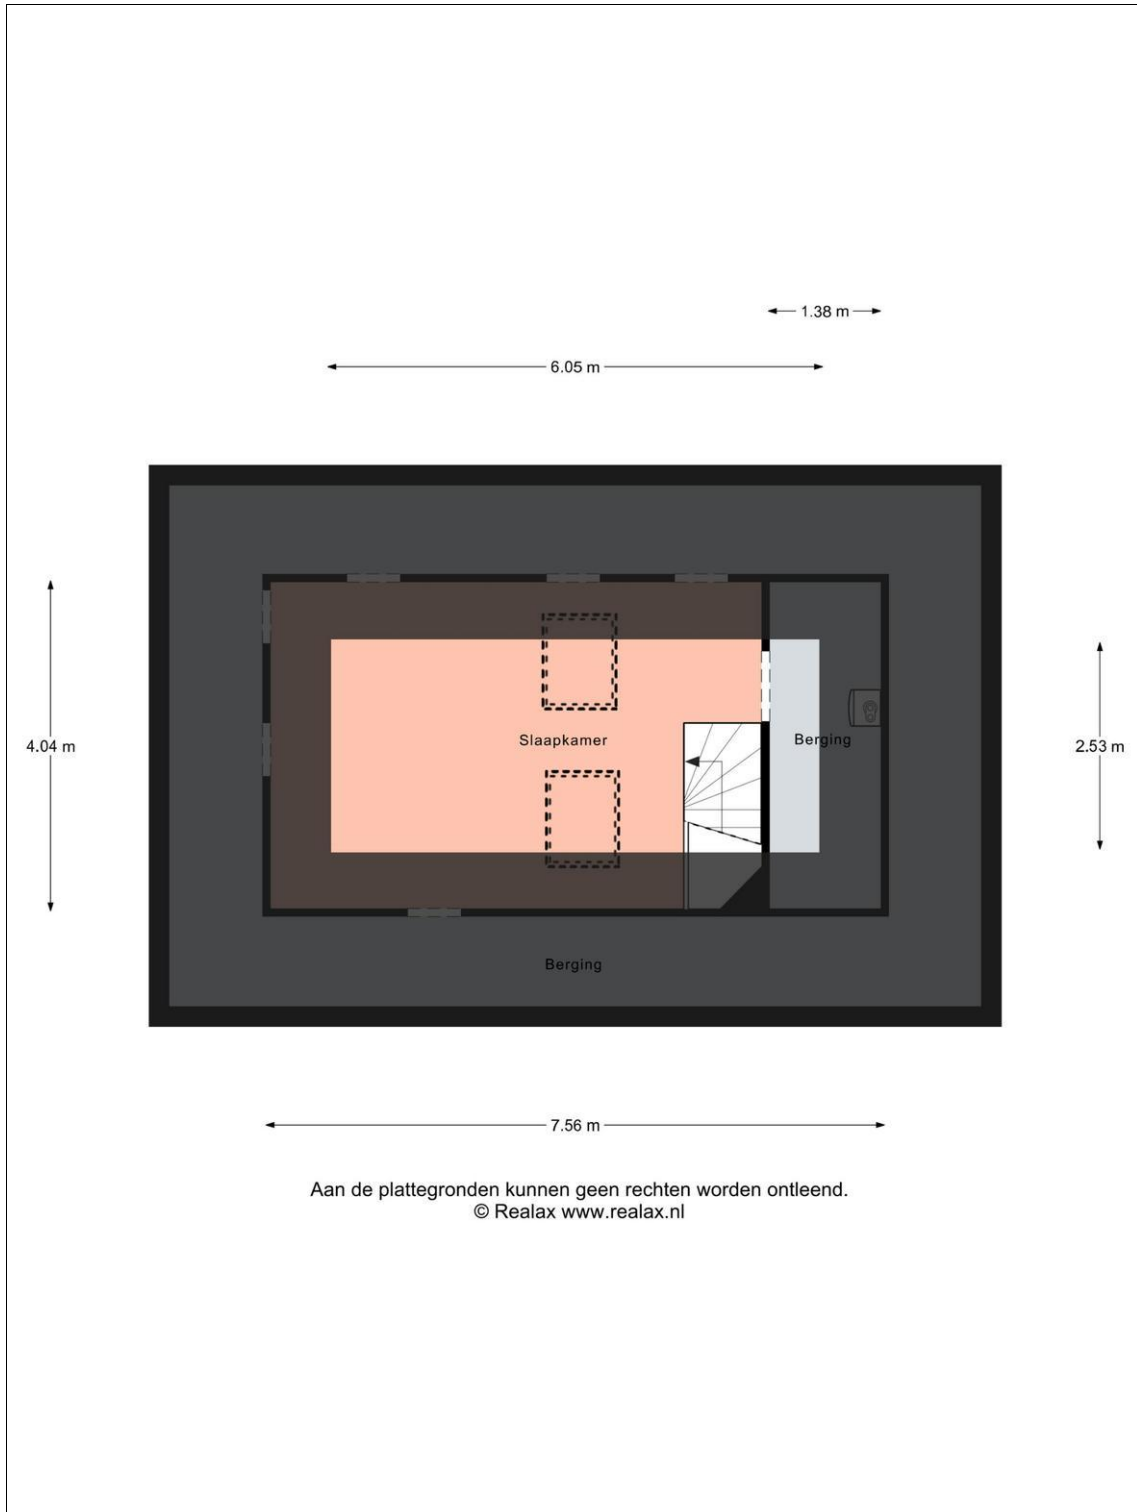 1.38 m
6.05 m
4.04 m
Slaapkamer
Berging
2.53 m
Berging
7.56 m
Aan de plattegronden kunnen geen rechten worden ontleend.
© Realax www.realax.nl